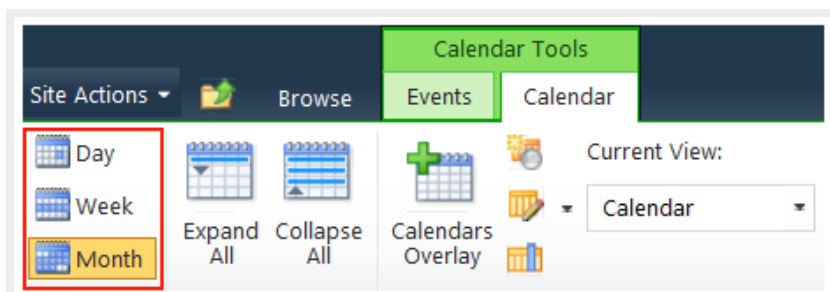 Calendar Tools
Site Actions
Browse
Events
Calendar
Day
Week
Month
Expand
All
Collapse
All
Calendars
Overlay
Current View:
Calendar